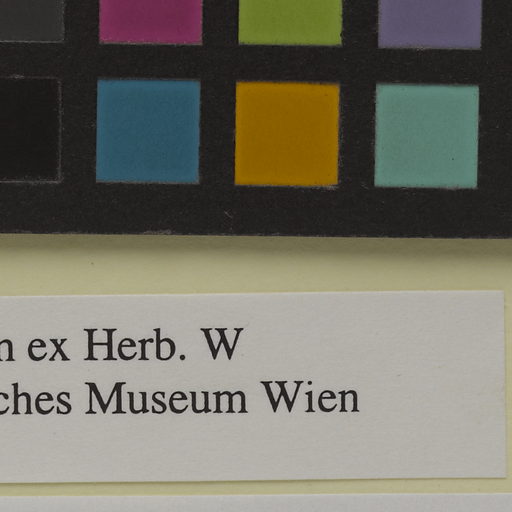 n ex Herb. W
ches Museum Wien